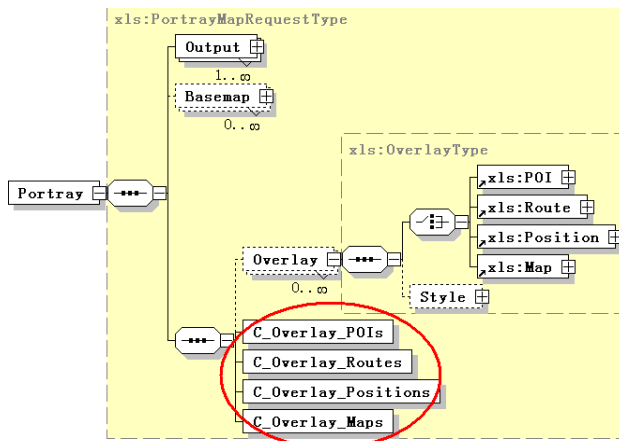 xls:PortrayMapRequestType
Output
1..∞
Basemap
0..∞
xls:OverlayType
xls:POI
xls:Route
Portray
xls:Position
Overlay
0..∞
xls:Map
Style
C_Overlay_POIs
C_Overlay_Routes
C_Overlay_Positions
C_Overlay_Maps